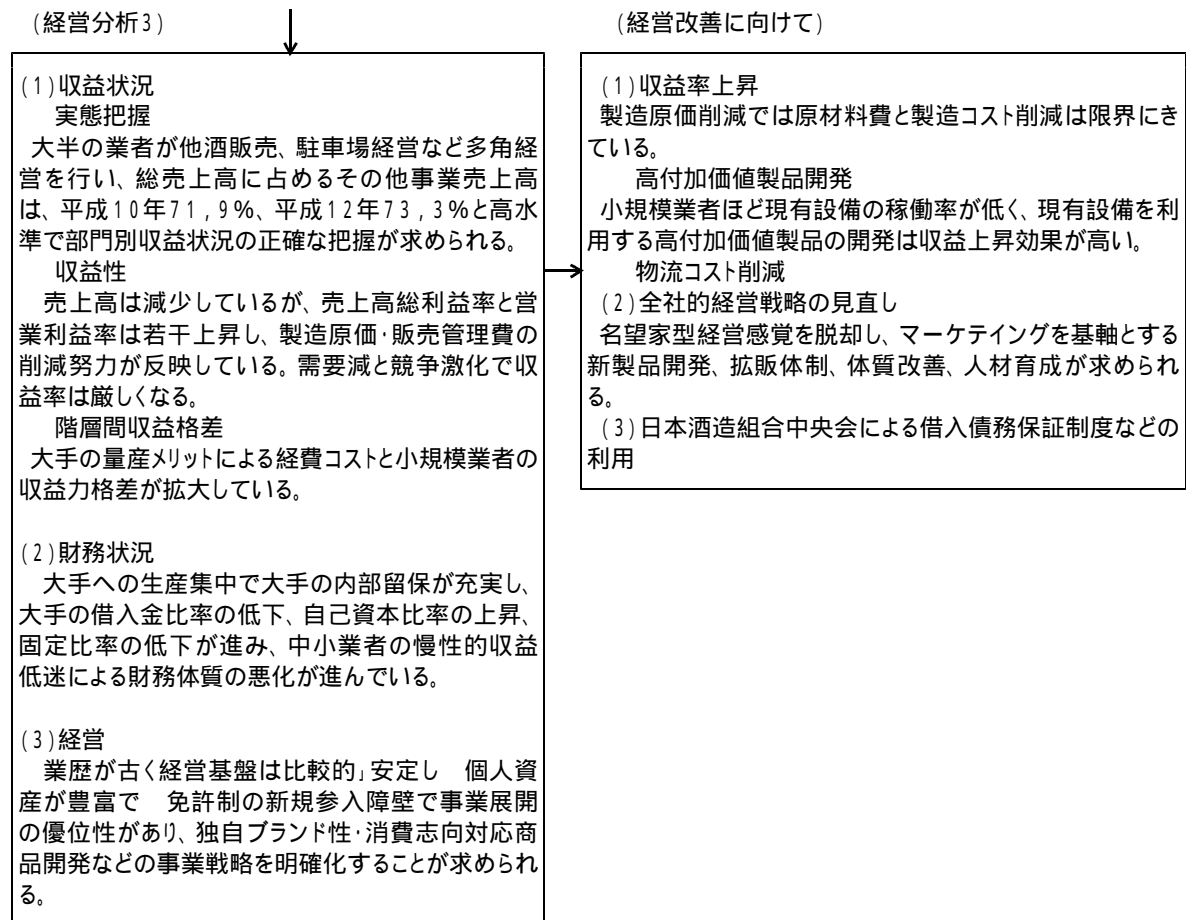 (経営分析3)
(1)収益状況
実態把握
大半の業者が他酒販売、駐車場経営など多角経
営を行い、総売上高に占めるその他事業売上高
は、平成10年71,9%、平成12年73,3%と高水
準で部門別収益状況の正確な把握が求められる。
収益性
売上高は減少しているが、売上高総利益率と営
業利益率は若干上昇し、製造原価・販売管理費の
削減努力が反映している。需要減と競争激化で収
益率は厳しくなる。
階層間収益格差
大手の量産メリットによる経費コストと小規模業者の
収益力格差が拡大している。
(2)財務状況
大手への生産集中で大手の内部留保が充実し、
大手の借入金比率の低下、自己資本比率の上昇、
固定比率の低下が進み、中小業者の慢性的収益
低迷による財務体質の悪化が進んでいる。
(3)経営
業歴が古く経営基盤は比較的」安定し 個人資
産が豊富で 免許制の新規参入障壁で事業展開
の優位性があり、独自ブランド性・消費志向対応商
品開発などの事業戦略を明確化することが求められ
る。
(経営改善に向けて)
(1)収益率上昇
製造原価削減では原材料費と製造コスト削減は限界にき
ている。
高付加価値製品開発
小規模業者ほど現有設備の稼働率が低く、現有設備を利
用する高付加価値製品の開発は収益上昇効果が高い。
物流コスト削減
(2)全社的経営戦略の見直し
名望家型経営感覚を脱却し、マーケテイングを基軸とする
新製品開発、拡販体制、体質改善、人材育成が求められ
る。
(3)日本酒造組合中央会による借入債務保証制度などの
利用